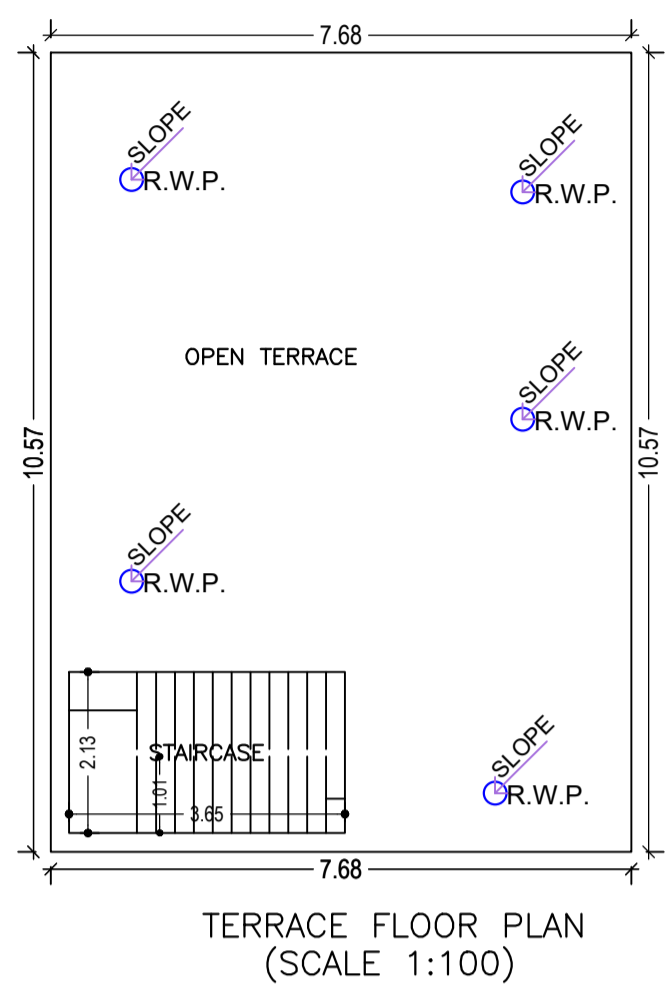 7.68
SLOPE
R.W.P.
SLOPE
R.W.P.
OPEN TERRACE
SLOPE
R.W.P.
10.57
10.57
SLOPE
R.W.P.
2.13
STAIRCASE
1.01
3.65
SLOPE
R.W.P.
7.68
TERRACE FLOOR PLAN
(SCALE 1:100)